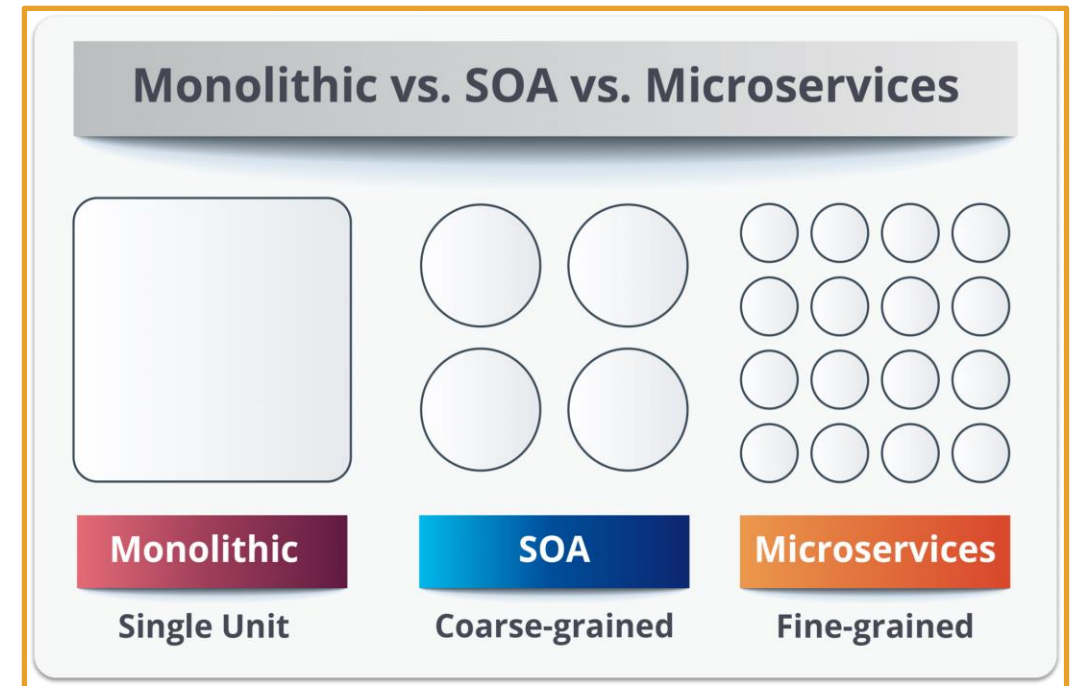 Monolithic vs. SOA vs. Microservices
Monolithic
SOA
Microservices
Single Unit
Coarse-grained
Fine-grained